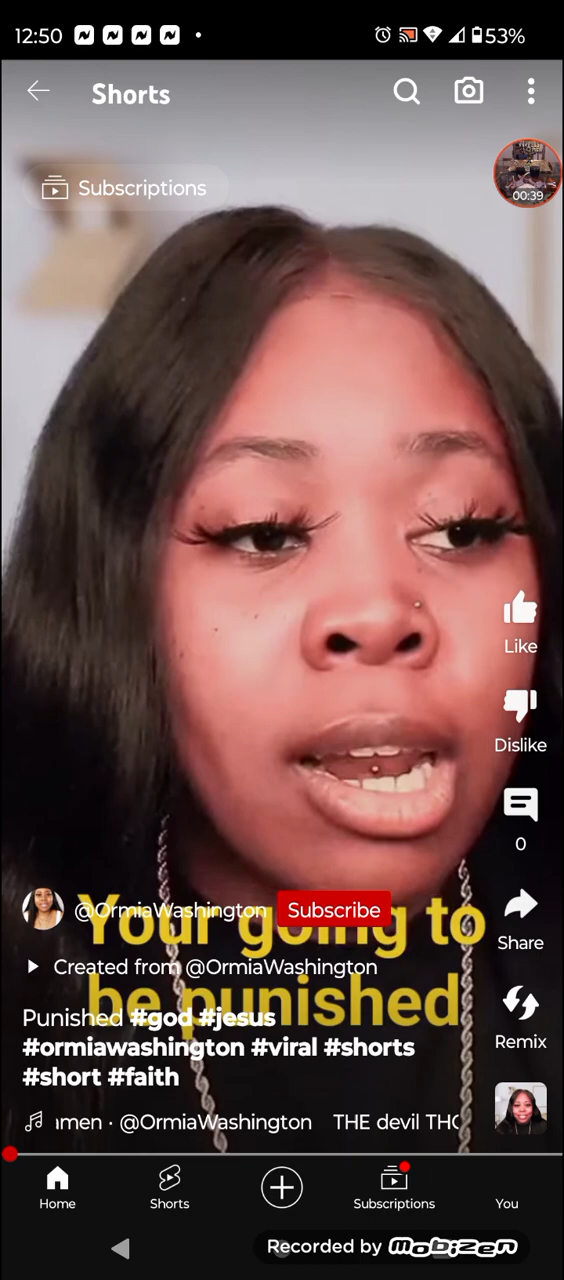 12:50
53%
Shorts
Subscriptions
00:39
Like
Dislike
0
Share
Remix
Your going to
be punished
@OrmiaWashington
Subscribe
Created from @OrmiaWashington
Punished #god #jesus
#ormiawashington #viral #shorts
#short #faith
amen · @OrmiaWashington THE devil THO
Home
Shorts
Subscriptions
You
Recorded by Mobizen